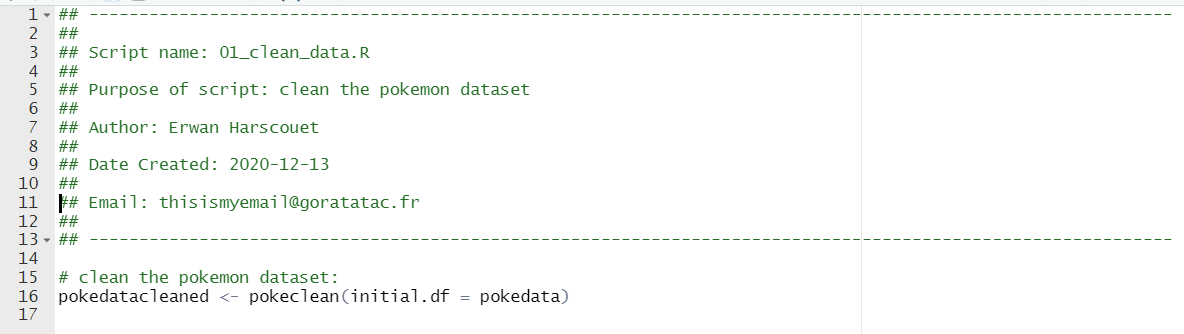 1 ## ------------------------------------------------------------------------------------------------------------
2 ##
3 ## Script name: 01_clean_data.R
4 ##
5 ## Purpose of script: clean the pokemon dataset
6 ##
7 ## Author: Erwan Harscouet
8 ##
9 ## Date Created: 2020-12-13
10 ##
11 ## Email: thisismyemail@goratatac.fr
12 ##
13 ## ------------------------------------------------------------------------------------------------------------
14
15 # clean the pokemon dataset:
16 pokedatacleaned <- pokeclean(initial.df = pokedata)
17